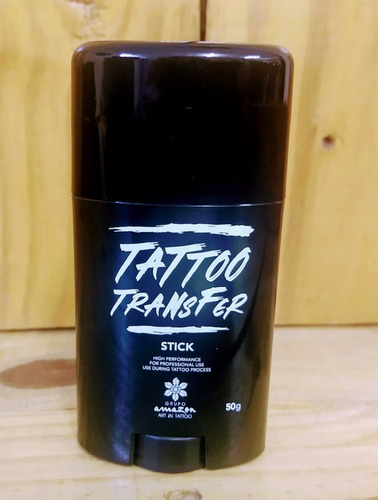 TATTOO
TRANSFER
STICK
HIGH PERFORMANCE
FOR PROFESSIONAL USE
USE DURING TATTOO PROCESS
GRUPO
amazon
ART IN TATTOO
50g